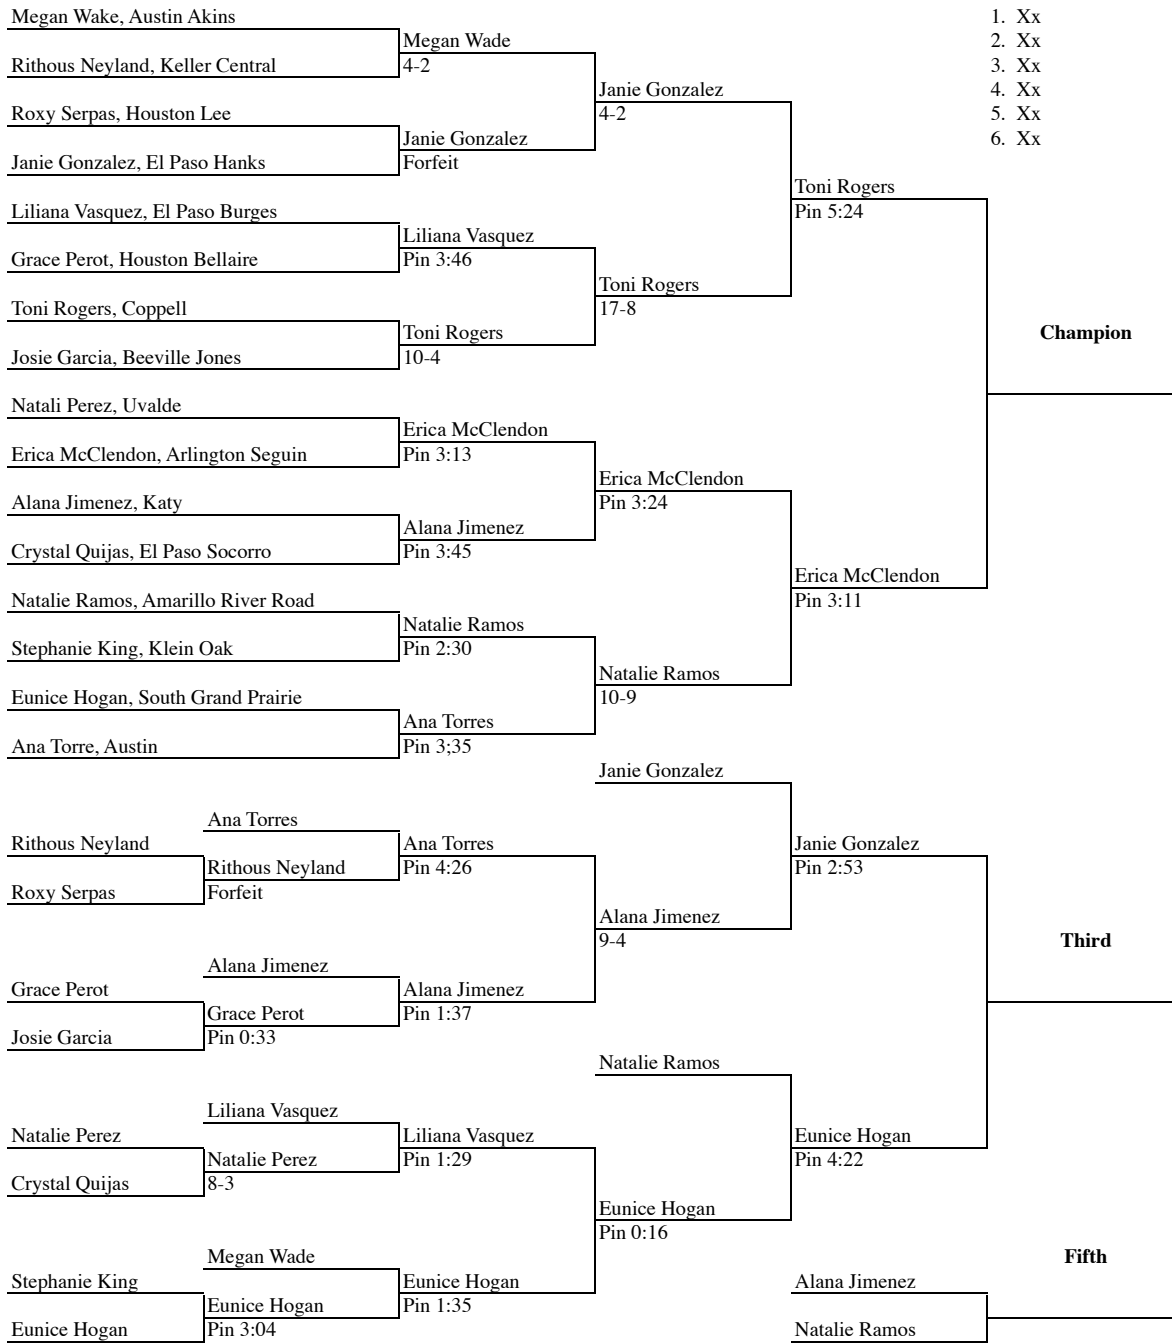 Megan Wake, Austin Akins
1. Xx
2. Xx
3. Xx
4. Xx
5. Xx
6. Xx
Megan Wade
Rithous Neyland, Keller Central
4-2
Janie Gonzalez
Roxy Serpas, Houston Lee
4-2
Janie Gonzalez
Janie Gonzalez, El Paso Hanks
Forfeit
Toni Rogers
Liliana Vasquez, El Paso Burges
Pin 5:24
Liliana Vasquez
Grace Perot, Houston Bellaire
Pin 3:46
Toni Rogers
Toni Rogers, Coppell
17-8
Toni Rogers
Champion
Josie Garcia, Beeville Jones
10-4
Natali Perez, Uvalde
Erica McClendon
Erica McClendon, Arlington Seguin
Pin 3:13
Erica McClendon
Alana Jimenez, Katy
Pin 3:24
Alana Jimenez
Crystal Quijas, El Paso Socorro
Pin 3:45
Erica McClendon
Natalie Ramos, Amarillo River Road
Pin 3:11
Natalie Ramos
Stephanie King, Klein Oak
Pin 2:30
Natalie Ramos
Eunice Hogan, South Grand Prairie
10-9
Ana Torres
Ana Torre, Austin
Pin 3;35
Janie Gonzalez
Ana Torres
Rithous Neyland
Ana Torres
Janie Gonzalez
Rithous Neyland
Pin 4:26
Pin 2:53
Roxy Serpas
Forfeit
Alana Jimenez
9-4
Third
Alana Jimenez
Grace Perot
Alana Jimenez
Grace Perot
Pin 1:37
Josie Garcia
Pin 0:33
Natalie Ramos
Liliana Vasquez
Natalie Perez
Liliana Vasquez
Eunice Hogan
Natalie Perez
Pin 1:29
Pin 4:22
Crystal Quijas
8-3
Eunice Hogan
Pin 0:16
Megan Wade
Fifth
Stephanie King
Eunice Hogan
Alana Jimenez
Eunice Hogan
Pin 1:35
Eunice Hogan
Pin 3:04
Natalie Ramos